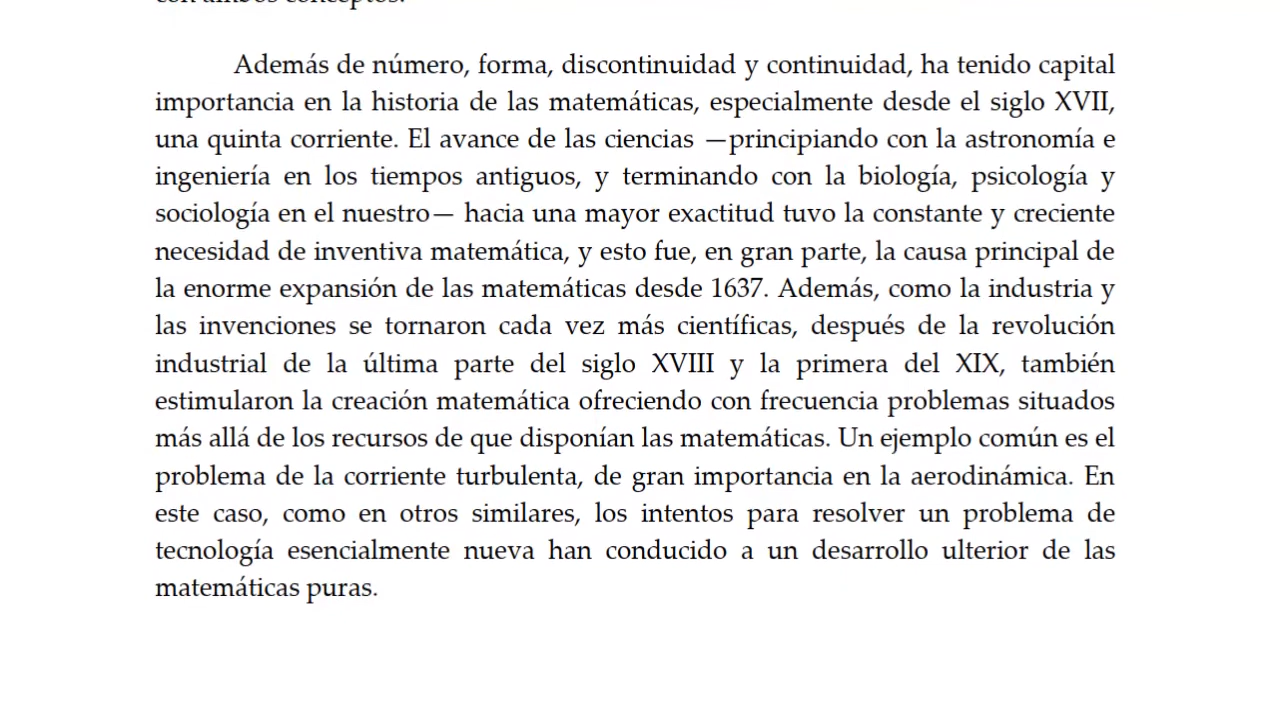 con ambos conceptos.
Además de número, forma, discontinuidad y continuidad, ha tenido capital
importancia en la historia de las matemáticas, especialmente desde el siglo XVII,
una quinta corriente. El avance de las ciencias —principiando con la astronomía e
ingeniería en los tiempos antiguos, y terminando con la biología, psicología y
sociología en el nuestro— hacia una mayor exactitud tuvo la constante y creciente
necesidad de inventiva matemática, y esto fue, en gran parte, la causa principal de
la enorme expansión de las matemáticas desde 1637. Además, como la industria y
las invenciones se tornaron cada vez más científicas, después de la revolución
industrial de la última parte del siglo XVIII y la primera del XIX, también
estimularon la creación matemática ofreciendo con frecuencia problemas situados
más allá de los recursos de que disponían las matemáticas. Un ejemplo común es el
problema de la corriente turbulenta, de gran importancia en la aerodinámica. En
este caso, como en otros similares, los intentos para resolver un problema de
tecnología esencialmente nueva han conducido a un desarrollo ulterior de las
matemáticas puras.